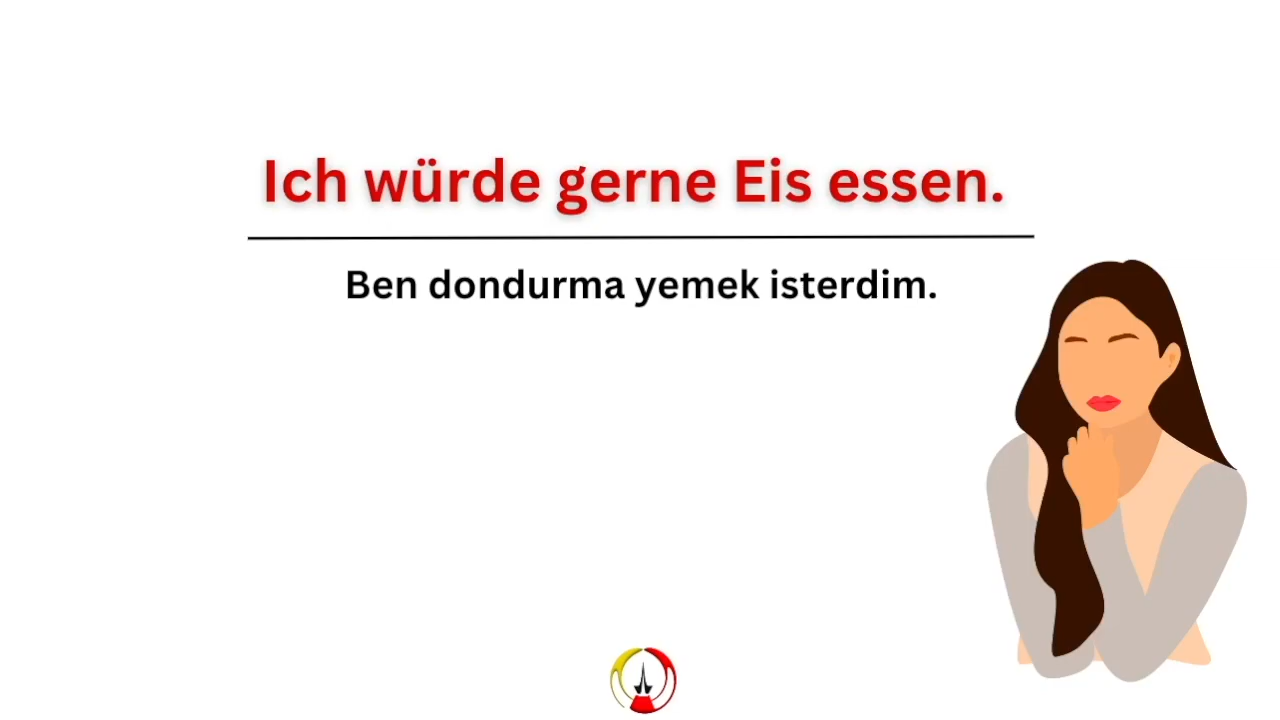 Ich würde gerne Eis essen.
Ben dondurma yemek isterdim.